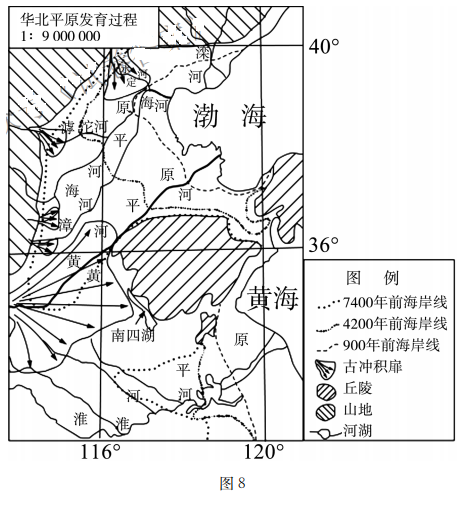 华北平原发育过程
1：9 000 000
40°
滦
河
永
定
河
原
海河
渤 海
滹沱河
平
河
原
河
海
河
平
漳
河
36°
黄
黄
黄海
南四湖
原
平
河
河
淮
淮
116°
120°
图 例
7400年前海岸线
4200年前海岸线
900年前海岸线
古冲积扇
丘陵
山地
河湖
图 8